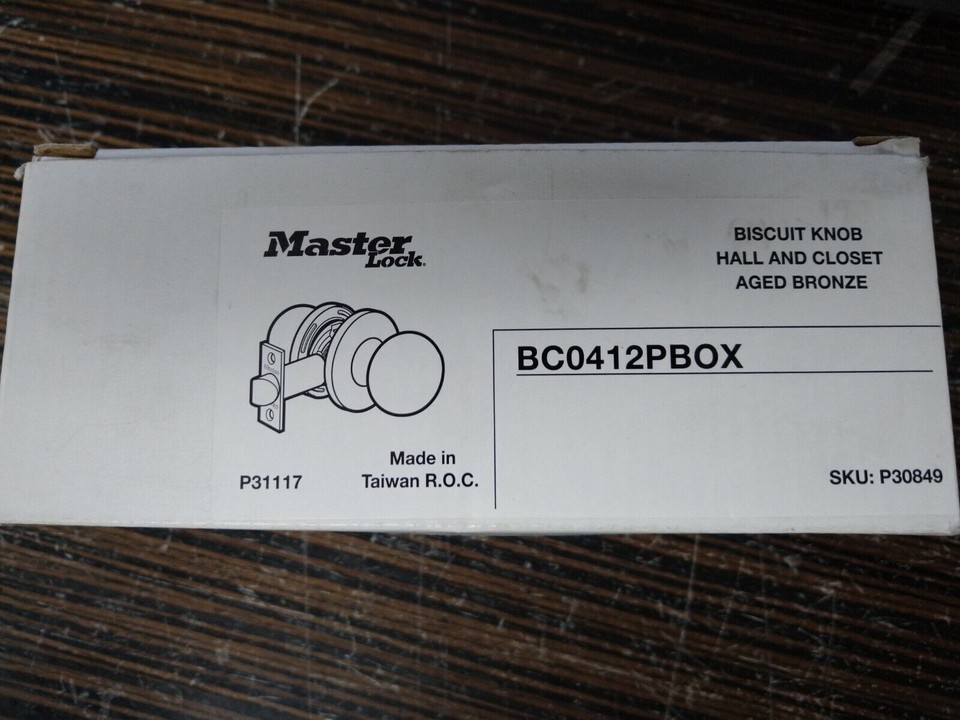 Master
Lock®
BISCUIT KNOB
HALL AND CLOSET
AGED BRONZE
BC0412PBOX
Made in
Taiwan R.O.C.
P31117
SKU: P30849